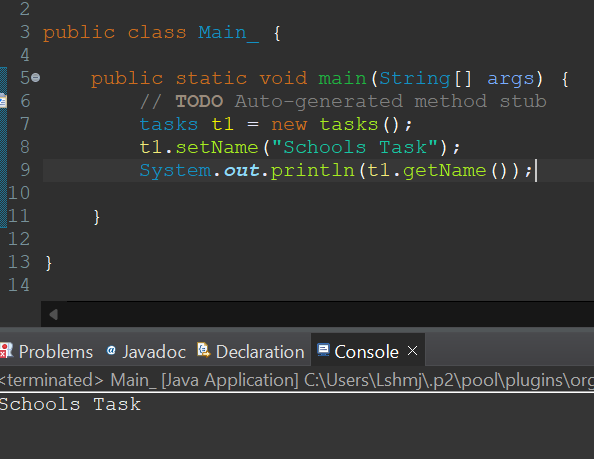 2
3 public class Main_ {
4
5 public static void main(String[] args) {
6 // TODO Auto-generated method stub
7 tasks t1 = new tasks();
8 t1.setName("Schools Task");
9 System.out.println(t1.getName());
10
11 }
12
13 }
14
Problems @ Javadoc Declaration Console ×
<terminated> Main_ [Java Application] C:\Users\Lshmj\.p2\pool\plugins\org
Schools Task